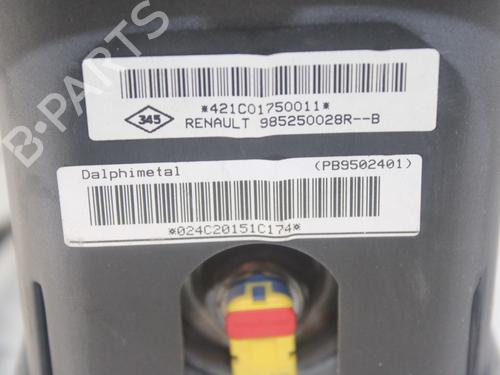 *421C01750011*
345
RENAULT 985250028R--B
Dalphimetal (PB9502401)
*024C20151C174*
B-PARTS